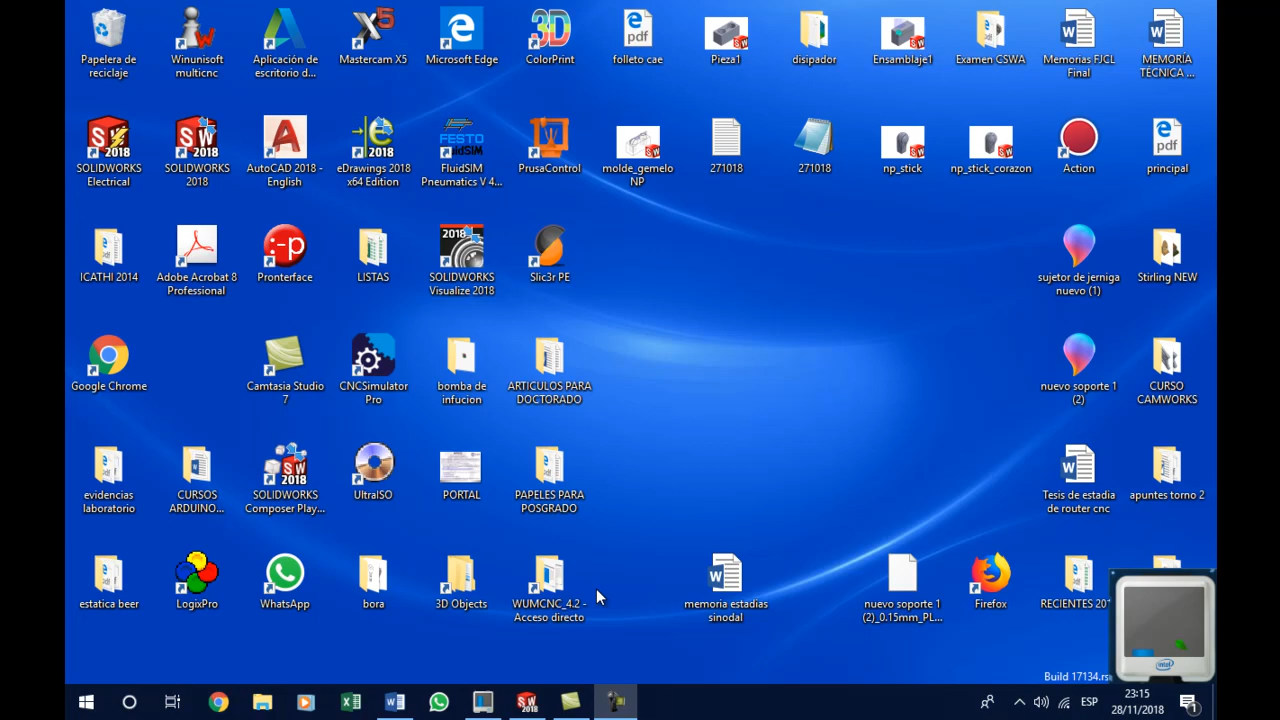 Papelera de
reciclaje
Winunisoft
multicnc
Aplicación de
escritorio d...
Mastercam X5
Microsoft Edge
ColorPrint
folleto cae
Pieza1
disipador
Ensamblaje1
Examen CSWA
Memorias FJCL
Final
MEMORIA
TÉCNICA ...
SOLIDWORKS
Electrical
SOLIDWORKS
2018
AutoCAD 2018 -
English
eDrawings 2018
x64 Edition
FluidSIM
Pneumatics V 4...
PrusaControl
molde_gemelo
NP
271018
271018
np_stick
np_stick_corazon
Action
principal
ICATHI 2014
Adobe Acrobat 8
Professional
Pronterface
LISTAS
SOLIDWORKS
Visualize 2018
Slic3r PE
sujetor de jerniga
nuevo (1)
Stirling NEW
Google Chrome
Camtasia Studio
7
CNCSimulator
Pro
bomba de
infucion
ARTICULOS PARA
DOCTORADO
nuevo soporte 1
(2)
CURSO
CAMWORKS
evidencias
laboratorio
CURSOS
ARDUINO...
SOLIDWORKS
Composer Play...
UltraISO
PORTAL
PAPELES PARA
POSGRADO
Tesis de estadia
de router cnc
apuntes torno 2
estatica beer
LogixPro
WhatsApp
bora
3D Objects
WUMCNC_4.2 -
Acceso directo
memoria estadias
sinodal
nuevo soporte 1
(2)_0.15mm_PL...
Firefox
RECIENTES 20
intel
Build 17134.rs
ESP
23:15
28/11/2018
1